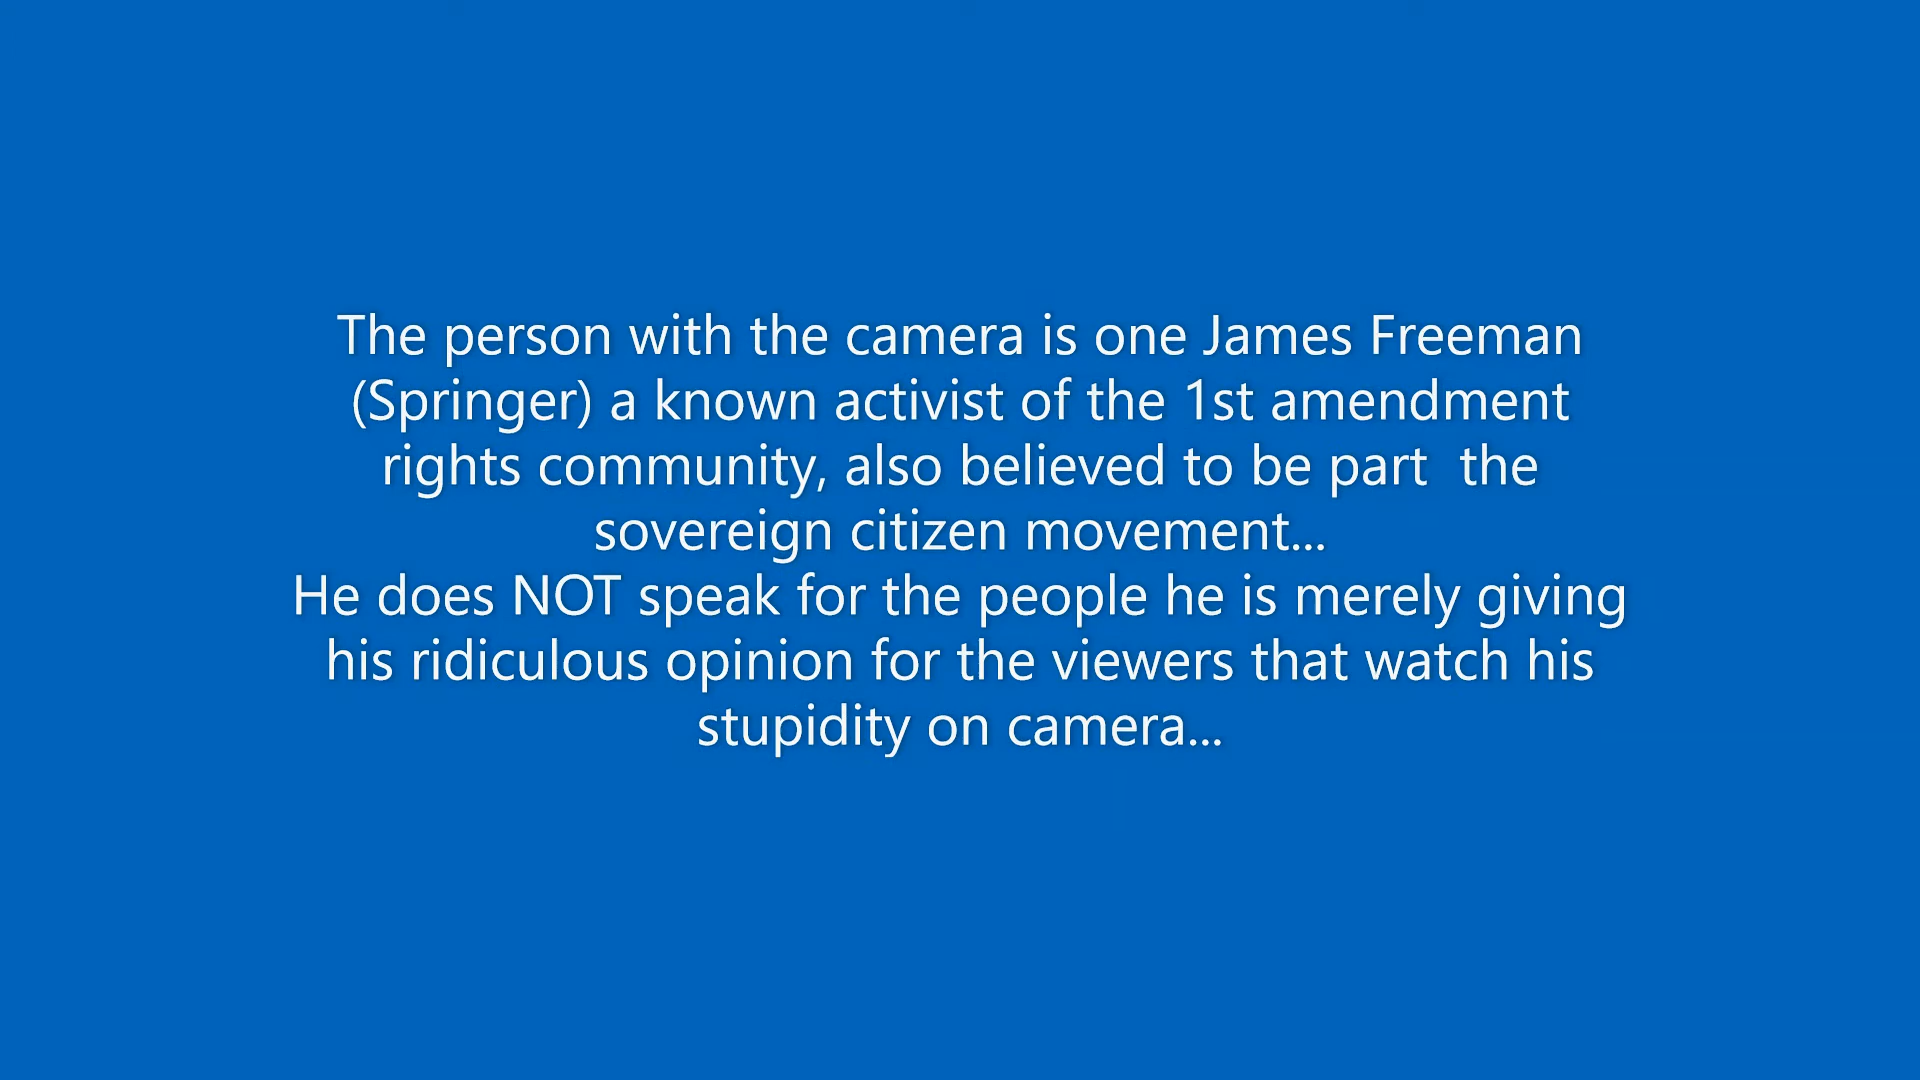 The person with the camera is one James Freeman
(Springer) a known activist of the 1st amendment
rights community, also believed to be part  the
sovereign citizen movement...
He does NOT speak for the people he is merely giving
his ridiculous opinion for the viewers that watch his
stupidity on camera...